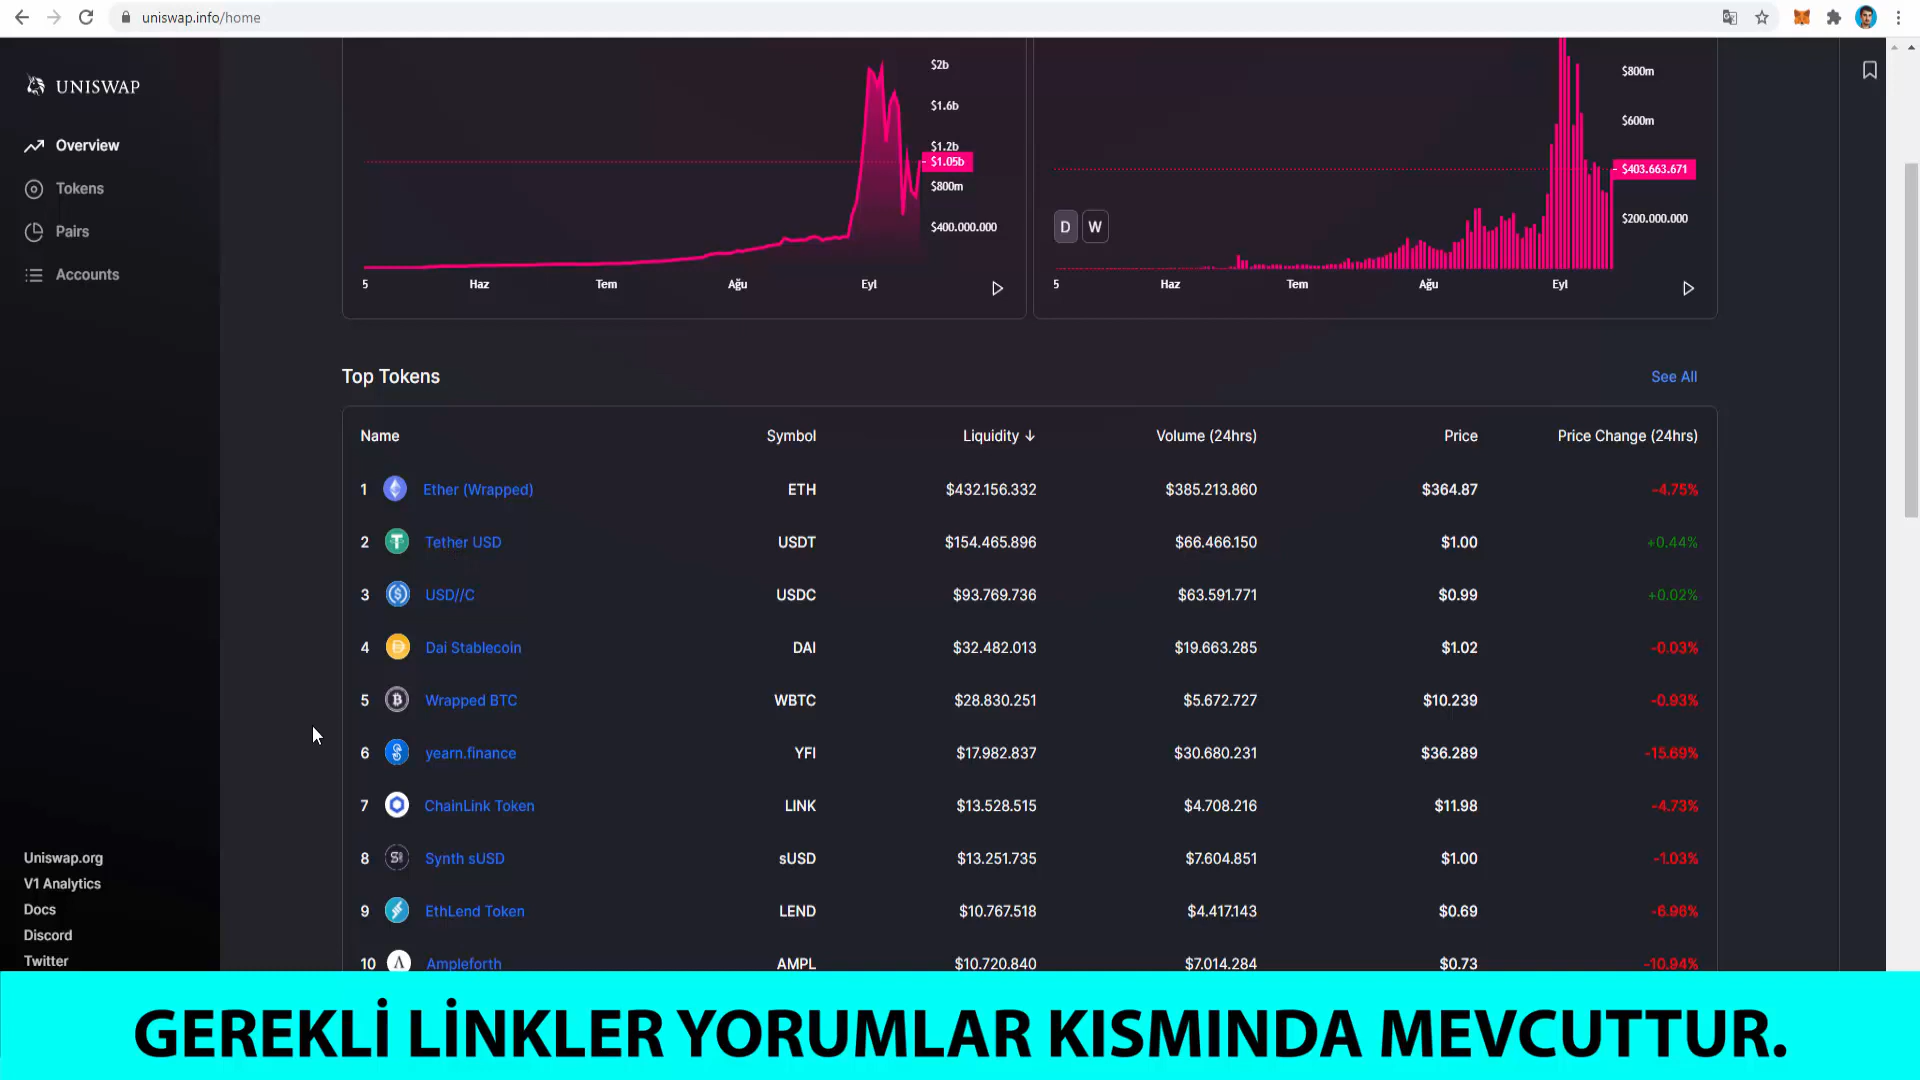 uniswap.info/home
UNISWAP
Overview
Tokens
Pairs
Accounts
$2b
$1.6b
$1.2b
$1.05b
$800m
$400.000.000
5 Haz Tem Ağu Eyl
$800m
$600m
$403.663.671
$200.000.000
D W
5 Haz Tem Ağu Eyl
Top Tokens See All
Name Symbol Liquidity ↓ Volume (24hrs) Price Price Change (24hrs)
1 Ether (Wrapped) ETH $432.156.332 $385.213.860 $364.87 -4.75%
2 Tether USD USDT $154.465.896 $66.466.150 $1.00 +0.44%
3 USD//C USDC $93.769.736 $63.591.771 $0.99 +0.02%
4 Dai Stablecoin DAI $32.482.013 $19.663.285 $1.02 -0.03%
5 Wrapped BTC WBTC $28.830.251 $5.672.727 $10.239 -0.93%
6 yearn.finance YFI $17.982.837 $30.680.231 $36.289 -15.69%
7 ChainLink Token LINK $13.528.515 $4.708.216 $11.98 -4.73%
8 Synth sUSD sUSD $13.251.735 $7.604.851 $1.00 -1.03%
9 EthLend Token LEND $10.767.518 $4.417.143 $0.69 -6.96%
10 Ampleforth AMPL $10.720.840 $7.014.284 $0.73 -10.94%
Uniswap.org
V1 Analytics
Docs
Discord
Twitter
GEREKLİ LİNKLER YORUMLAR KISMINDA MEVCUTTUR.